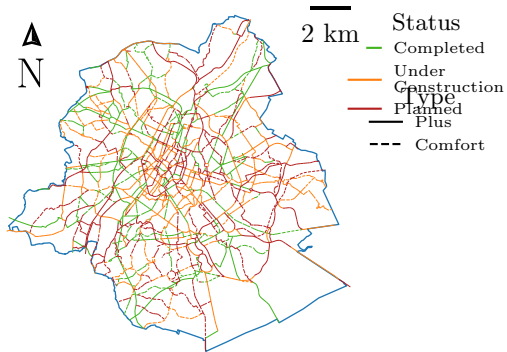 N
2 km
Status
Completed
Under
Construction
Planned
Type
Plus
Comfort